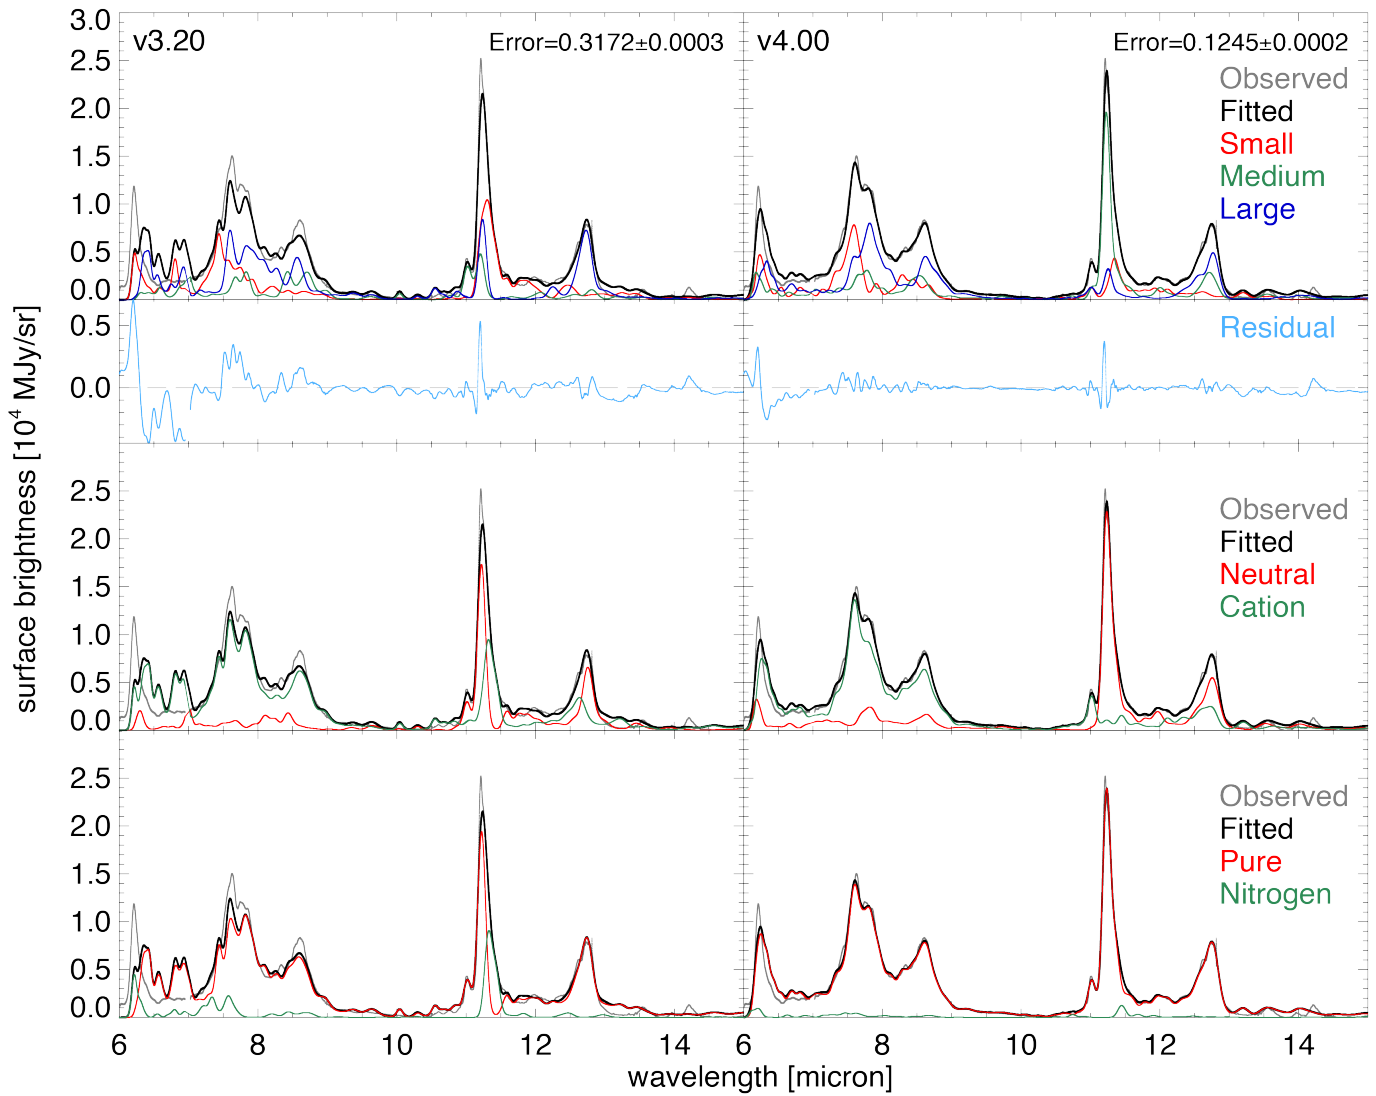 v3.20
Error=0.3172±0.0003
v4.00
Error=0.1245±0.0002
Observed
Fitted
Small
Medium
Large
3.0
2.5
2.0
1.5
1.0
0.5
0.0
Residual
0.5
0.0
Observed
Fitted
Neutral
Cation
2.5
2.0
1.5
1.0
0.5
0.0
Observed
Fitted
Pure
Nitrogen
2.5
2.0
1.5
1.0
0.5
0.0
surface brightness [10⁴ MJy/sr]
6 8 10 12 14 6 8 10 12 14
wavelength [micron]